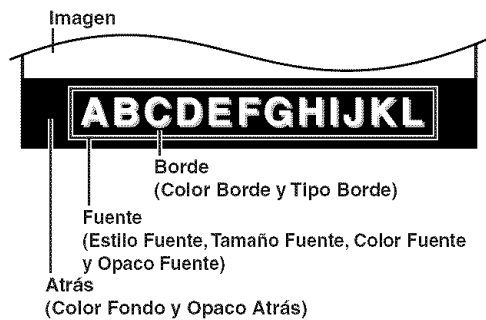 Imagen
ABCDEFGHIJKL
Borde
(Color Borde y Tipo Borde)
Fuente
(Estilo Fuente, Tamaño Fuente, Color Fuente
y Opaco Fuente)
Atrás
(Color Fondo y Opaco Atrás)